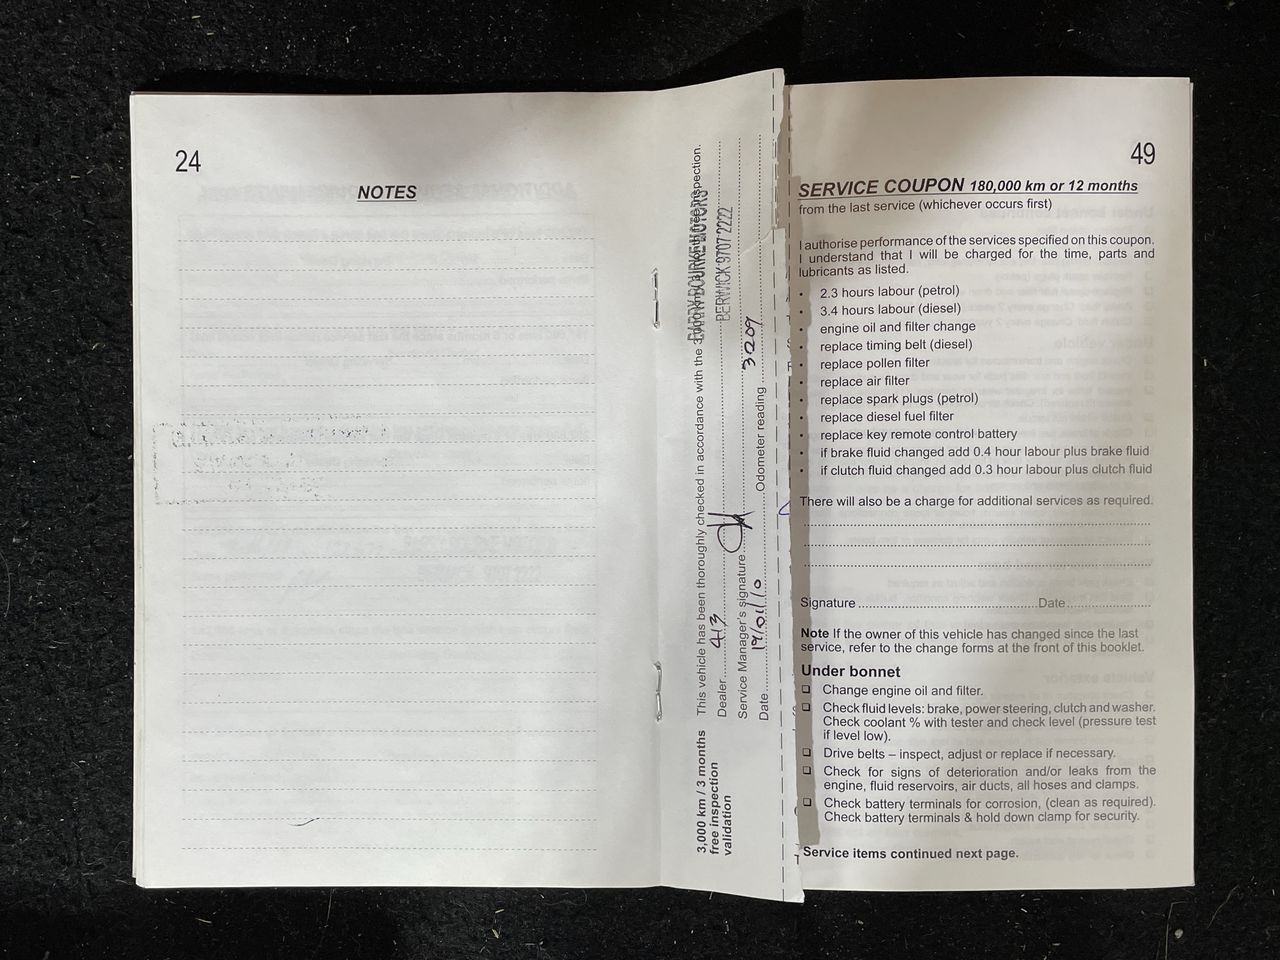 24
NOTES
3,000 km / 3 months
free inspection
validation
This vehicle has been thoroughly checked in accordance with the 3,000 km / 3 month free inspection.
BARRY BOURKE MOTORS
BERWICK 9707 2222
Dealer 413
Service Manager's signature
Date 19/01/10 Odometer reading 3209
49
SERVICE COUPON 180,000 km or 12 months
from the last service (whichever occurs first)
I authorise performance of the services specified on this coupon.
I understand that I will be charged for the time, parts and
lubricants as listed.
• 2.3 hours labour (petrol)
• 3.4 hours labour (diesel)
• engine oil and filter change
• replace timing belt (diesel)
• replace pollen filter
• replace air filter
• replace spark plugs (petrol)
• replace diesel fuel filter
• replace key remote control battery
• if brake fluid changed add 0.4 hour labour plus brake fluid
• if clutch fluid changed add 0.3 hour labour plus clutch fluid
There will also be a charge for additional services as required.
Signature Date
Note If the owner of this vehicle has changed since the last
service, refer to the change forms at the front of this booklet.
Under bonnet
❏ Change engine oil and filter.
❏ Check fluid levels: brake, power steering, clutch and washer.
Check coolant % with tester and check level (pressure test
if level low).
❏ Drive belts – inspect, adjust or replace if necessary.
❏ Check for signs of deterioration and/or leaks from the
engine, fluid reservoirs, air ducts, all hoses and clamps.
❏ Check battery terminals for corrosion, (clean as required).
Check battery terminals & hold down clamp for security.
Service items continued next page.